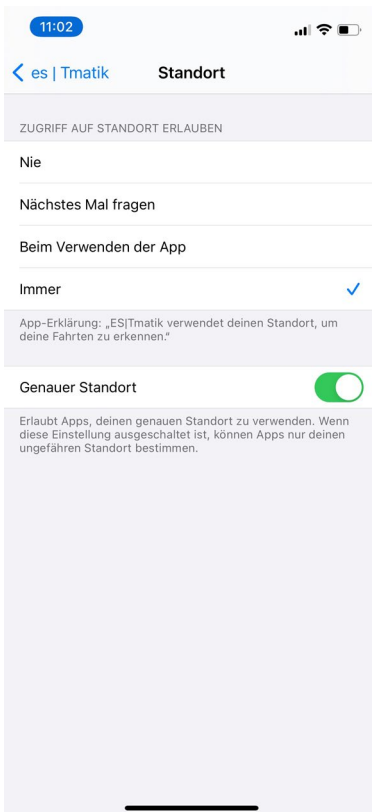 11:02
es | Tmatik
Standort
ZUGRIFF AUF STANDORT ERLAUBEN
Nie
Nächstes Mal fragen
Beim Verwenden der App
Immer
App-Erklärung: „ES|Tmatik verwendet deinen Standort, um
deine Fahrten zu erkennen.“
Genauer Standort
Erlaubt Apps, deinen genauen Standort zu verwenden. Wenn
diese Einstellung ausgeschaltet ist, können Apps nur deinen
ungefähren Standort bestimmen.